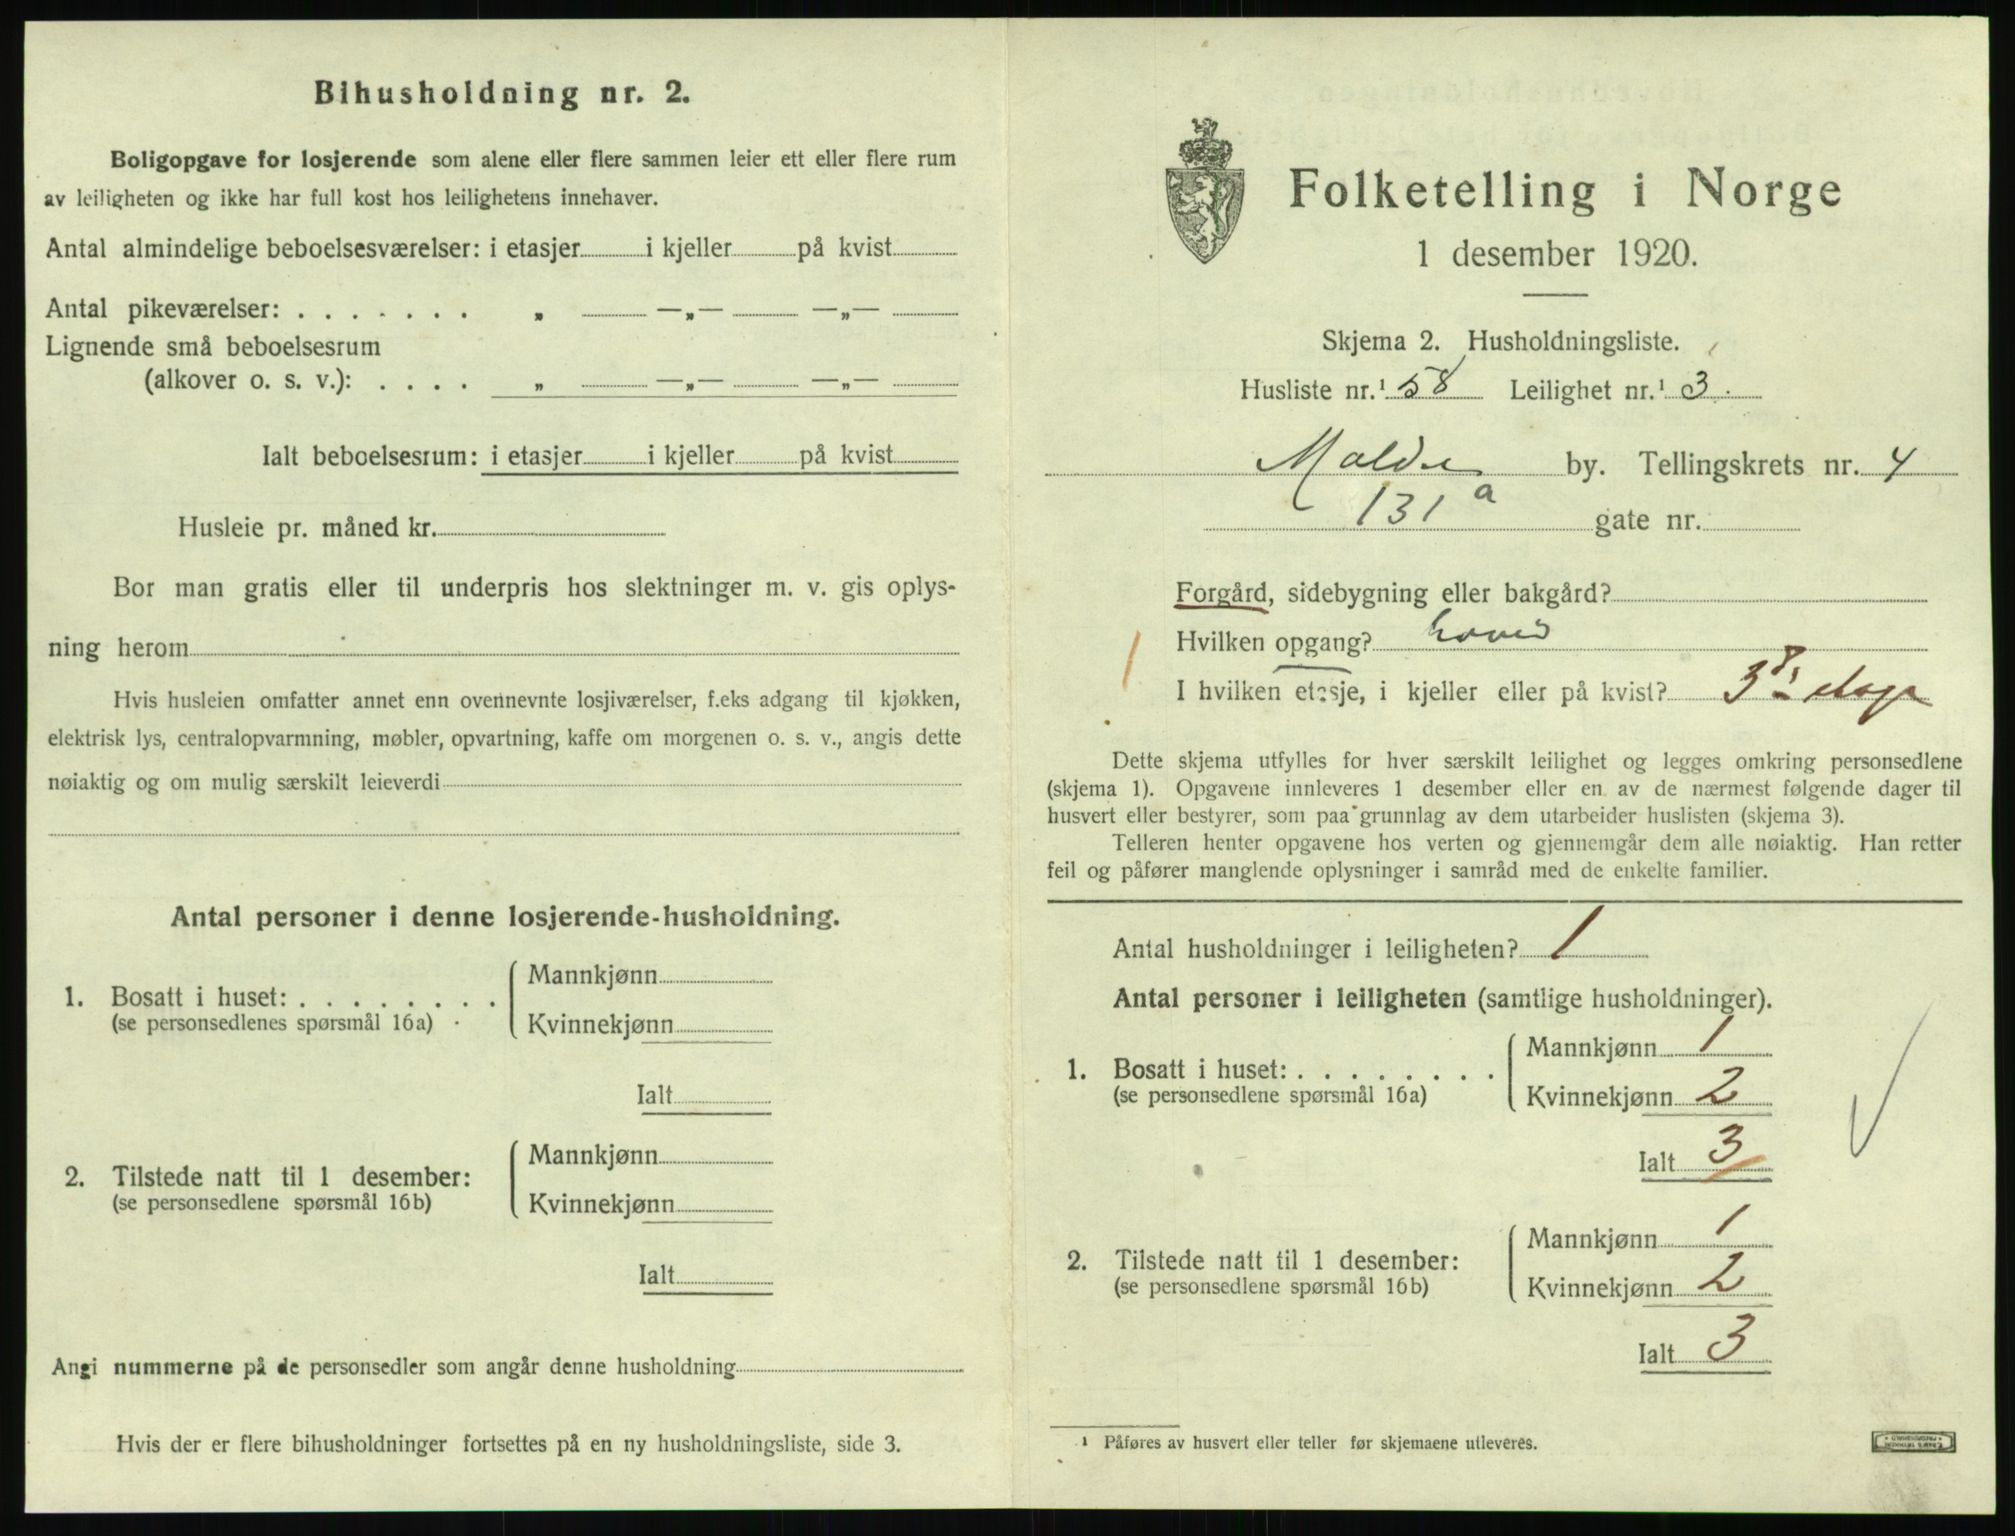 Bihusholdning nr. 2.
Boligopgave for losjerende som alene eller flere sammen leier ett eller flere rum
av leiligheten og ikke har full kost hos leilighetens innehaver.
Antal almindelige beboelsesværelser: i etasjer i kjeller på kvist
Antal pikeværelser: . . . . . . . „ —„— —„—
Lignende små beboelsesrum
(alkover o. s. v.): . . . . „ —„— —„—
Ialt beboelsesrum: i etasjer i kjeller på kvist
Husleie pr. måned kr.
Bor man gratis eller til underpris hos slektninger m. v. gis oplys-
ning herom
Hvis husleien omfatter annet enn ovennevnte losjiværelser, f.eks adgang til kjøkken,
elektrisk lys, centralopvarmning, møbler, opvartning, kaffe om morgenen o. s. v., angis dette
nøiaktig og om mulig særskilt leieverdi
Antal personer i denne losjerende-husholdning.
1. Bosatt i huset: . . . . . . . . Mannkjønn
(se personsedlenes spørsmål 16a) Kvinnekjønn
Ialt
2. Tilstede natt til 1 desember: Mannkjønn
(se personsedlene spørsmål 16b) Kvinnekjønn
Ialt
Angi nummerne på de personsedler som angår denne husholdning
Hvis der er flere bihusholdninger fortsettes på en ny husholdningsliste, side 3.
Folketelling i Norge
1 desember 1920.
Skjema 2. Husholdningsliste.
Husliste nr.¹ 58 Leilighet nr.¹ 3.
Molde by. Tellingskrets nr. 4
131 a gate nr.
Forgård, sidebygning eller bakgård?
Hvilken opgang? hoved
I hvilken etasje, i kjeller eller på kvist? 3die etage
Dette skjema utfylles for hver særskilt leilighet og legges omkring personsedlene
(skjema 1). Opgavene innleveres 1 desember eller en av de nærmest følgende dager til
husvert eller bestyrer, som paa grunnlag av dem utarbeider huslisten (skjema 3).
Telleren henter opgavene hos verten og gjennemgår dem alle nøiaktig. Han retter
feil og påfører manglende oplysninger i samråd med de enkelte familier.
Antal husholdninger i leiligheten? 1
Antal personer i leiligheten (samtlige husholdninger).
1. Bosatt i huset: . . . . . . . . Mannkjønn 1
(se personsedlene spørsmål 16a) Kvinnekjønn 2
Ialt 3
2. Tilstede natt til 1 desember: Mannkjønn 1
(se personsedlene spørsmål 16b) Kvinnekjønn 2
Ialt 3
¹ Påføres av husvert eller teller før skjemaene utleveres.